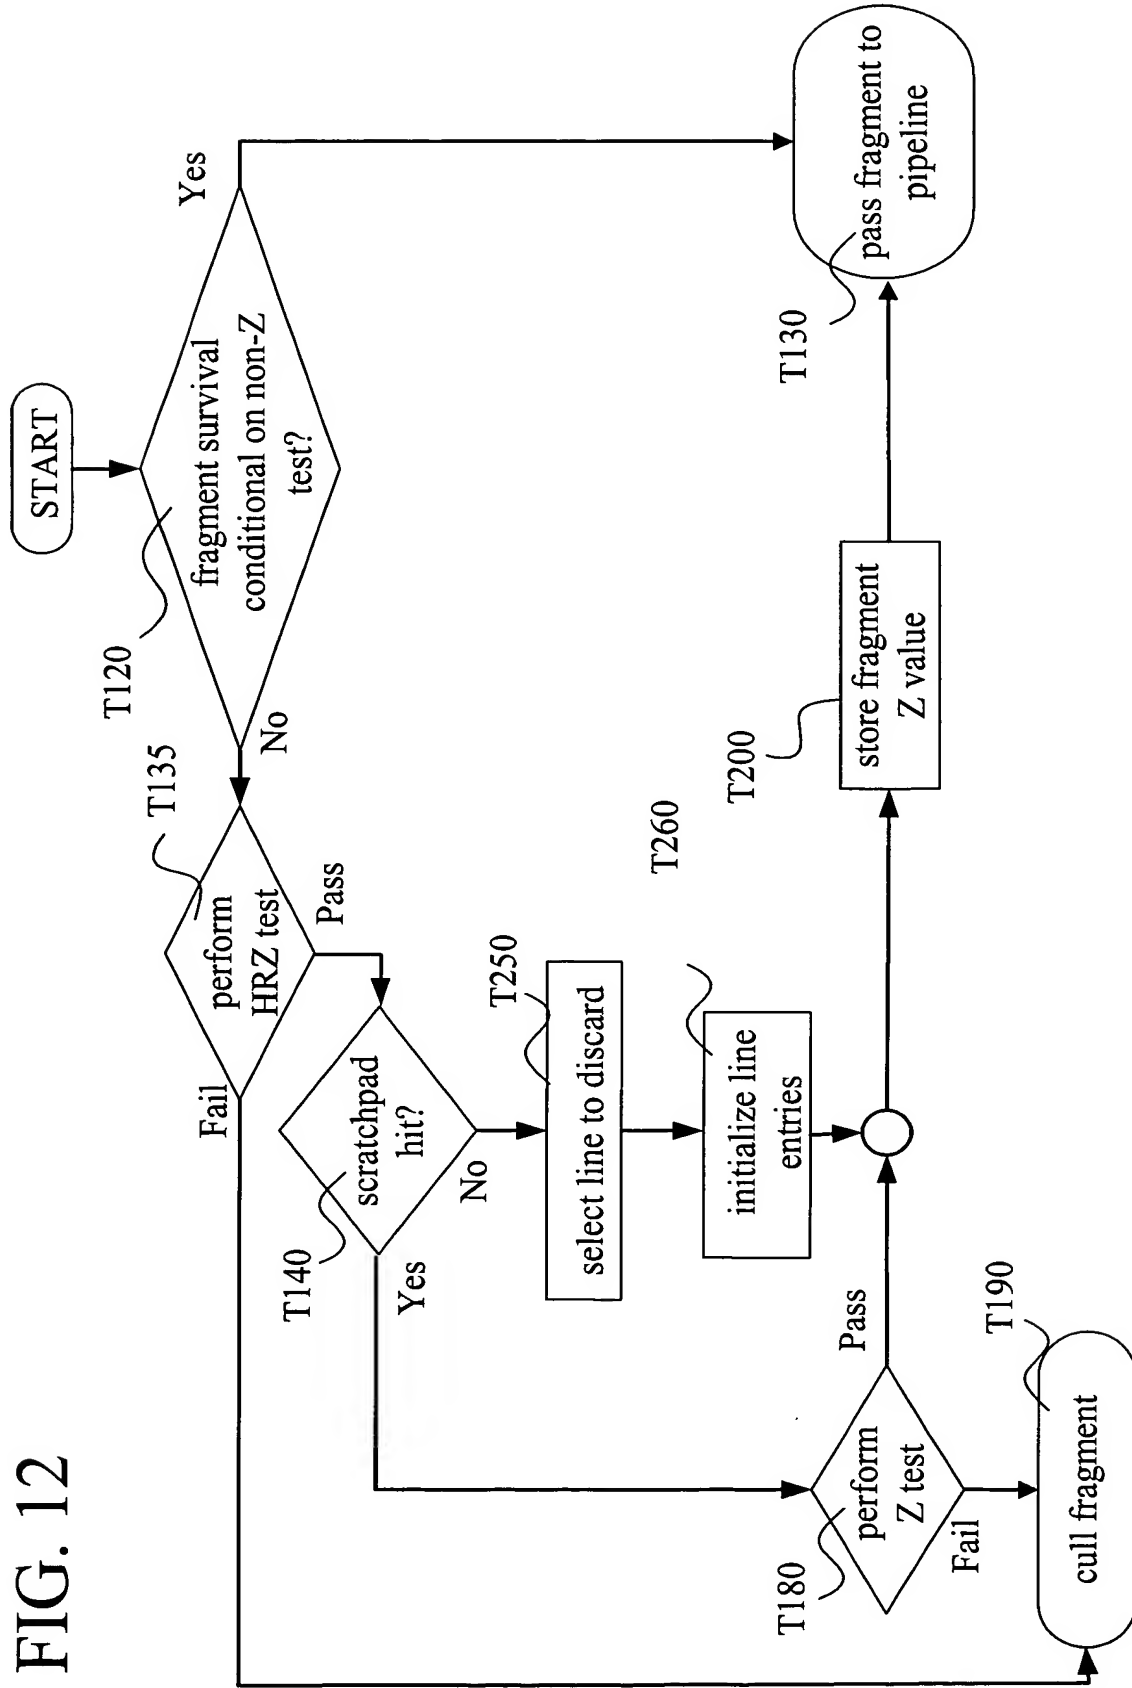 FIG. 12
START
T120
fragment survival
conditional on non-Z
test?
Yes
No
T135
perform
HRZ test
Fail
Pass
T140
scratchpad
hit?
Yes
No
T250
select line to discard
T260
initialize line
entries
T180
perform
Z test
Pass
Fail
T190
cull fragment
T200
store fragment
Z value
T130
pass fragment to
pipeline